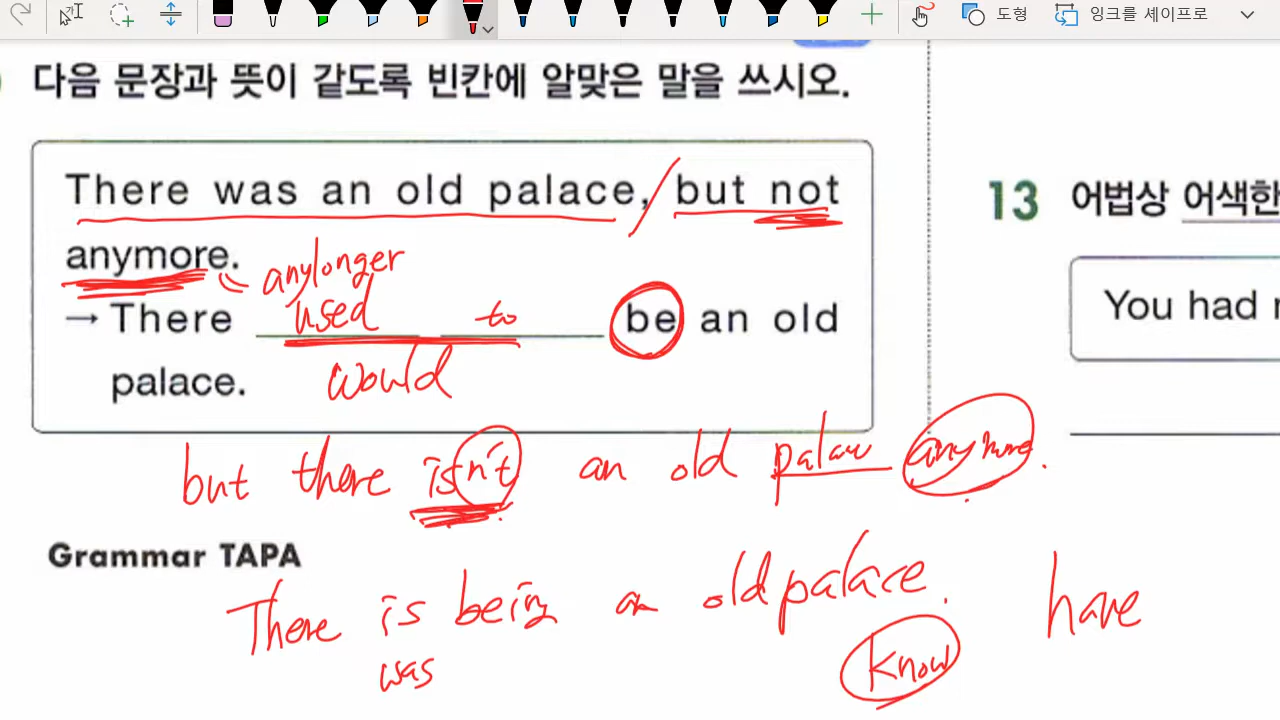 도형 잉크를 셰이프로
다음 문장과 뜻이 같도록 빈칸에 알맞은 말을 쓰시오.
There was an old palace, but not
anymore.
anylonger
→ There used to be an old
palace.
would
but there isn't an old palace anymore.
Grammar TAPA
There is being an old palace.
was
know
have
13 어법상 어색한
You had